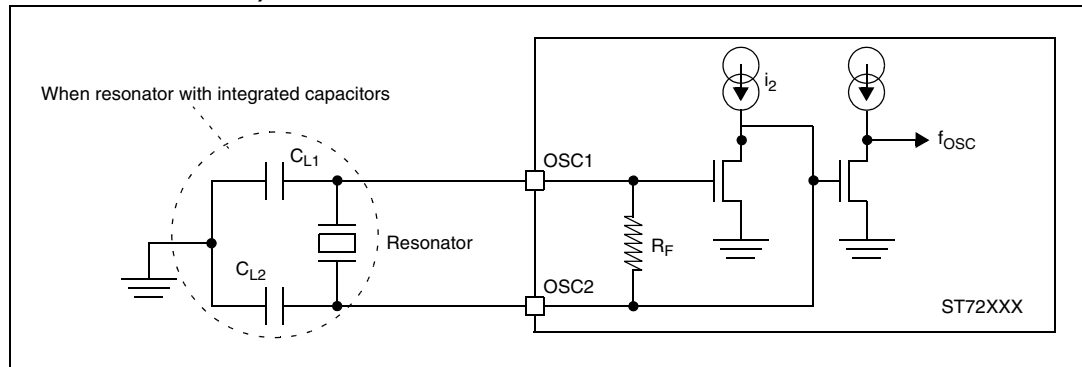 When resonator with integrated capacitors
CL1
OSC1
i2
fOSC
Resonator
RF
CL2
OSC2
ST72XXX